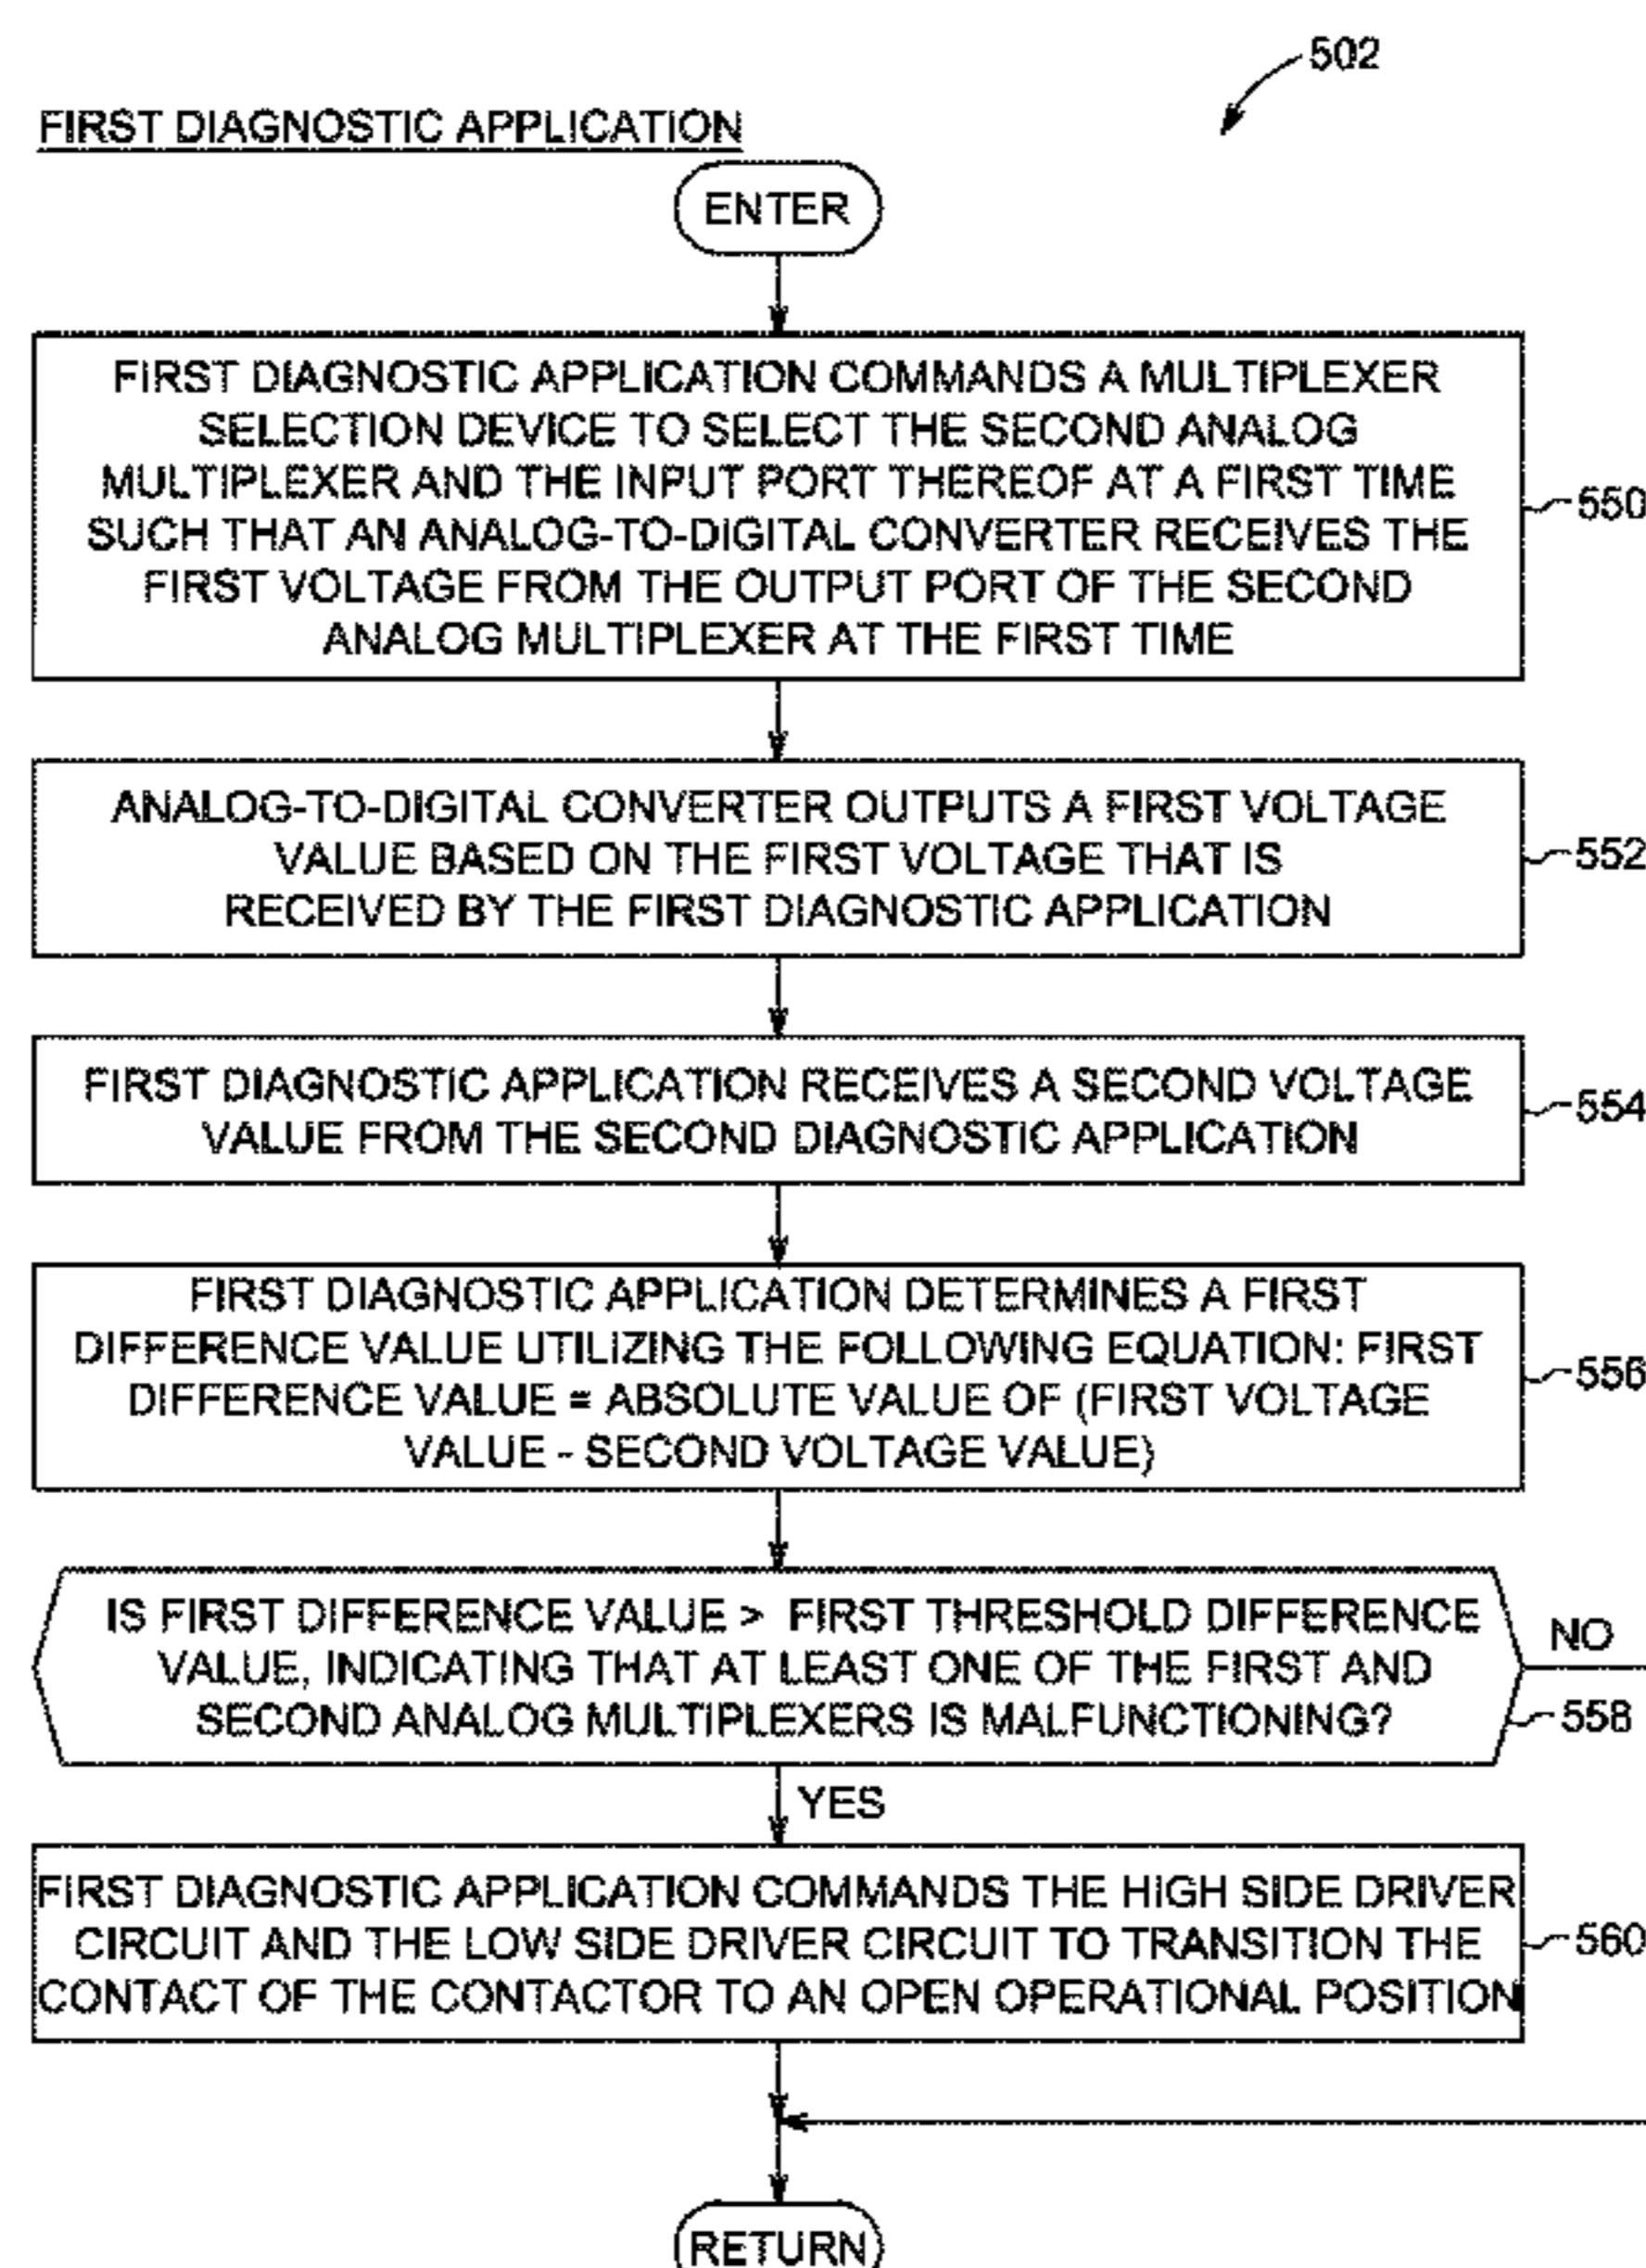 502
FIRST DIAGNOSTIC APPLICATION
ENTER
FIRST DIAGNOSTIC APPLICATION COMMANDS A MULTIPLEXER
SELECTION DEVICE TO SELECT THE SECOND ANALOG
MULTIPLEXER AND THE INPUT PORT THEREOF AT A FIRST TIME
SUCH THAT AN ANALOG-TO-DIGITAL CONVERTER RECEIVES THE
FIRST VOLTAGE FROM THE OUTPUT PORT OF THE SECOND
ANALOG MULTIPLEXER AT THE FIRST TIME
550
ANALOG-TO-DIGITAL CONVERTER OUTPUTS A FIRST VOLTAGE
VALUE BASED ON THE FIRST VOLTAGE THAT IS
RECEIVED BY THE FIRST DIAGNOSTIC APPLICATION
552
FIRST DIAGNOSTIC APPLICATION RECEIVES A SECOND VOLTAGE
VALUE FROM THE SECOND DIAGNOSTIC APPLICATION
554
FIRST DIAGNOSTIC APPLICATION DETERMINES A FIRST
DIFFERENCE VALUE UTILIZING THE FOLLOWING EQUATION: FIRST
DIFFERENCE VALUE = ABSOLUTE VALUE OF (FIRST VOLTAGE
VALUE - SECOND VOLTAGE VALUE)
556
IS FIRST DIFFERENCE VALUE > FIRST THRESHOLD DIFFERENCE
VALUE, INDICATING THAT AT LEAST ONE OF THE FIRST AND
SECOND ANALOG MULTIPLEXERS IS MALFUNCTIONING?
NO
558
YES
FIRST DIAGNOSTIC APPLICATION COMMANDS THE HIGH SIDE DRIVER
CIRCUIT AND THE LOW SIDE DRIVER CIRCUIT TO TRANSITION THE
CONTACT OF THE CONTACTOR TO AN OPEN OPERATIONAL POSITION
560
RETURN